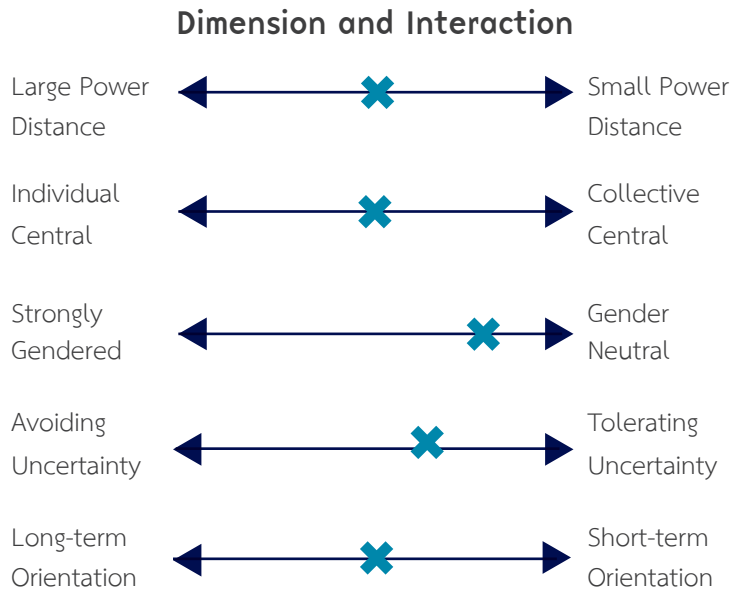 Dimension and Interaction
Large Power
Distance
Small Power
Distance
Individual
Central
Collective
Central
Strongly
Gendered
Gender
Neutral
Avoiding
Uncertainty
Tolerating
Uncertainty
Long-term
Orientation
Short-term
Orientation